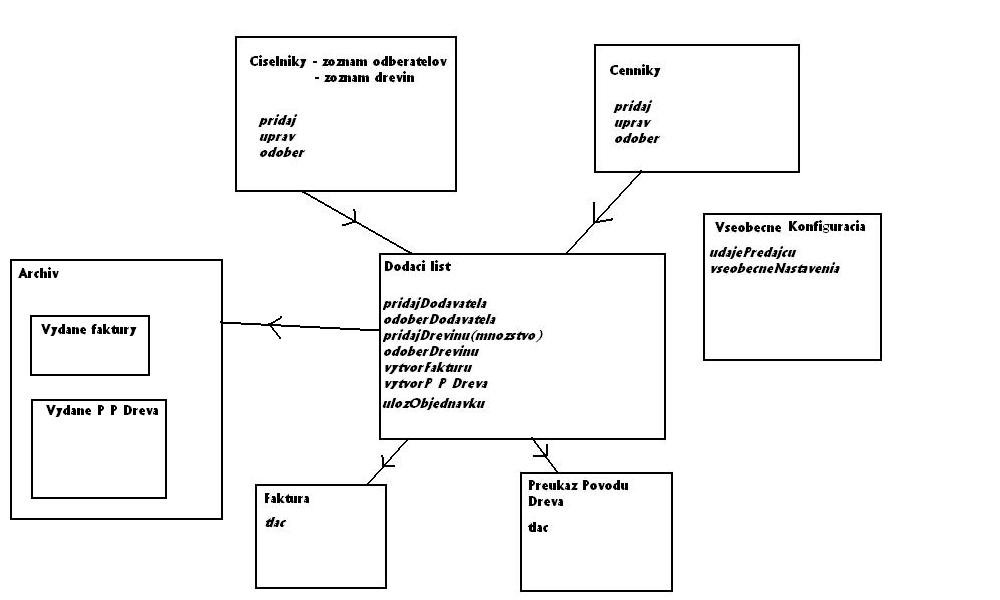 Ciselniky - zoznam odberatelov
- zoznam drevin
pridaj
uprav
odober
Cenniky
pridaj
uprav
odober
Vseobecne Konfiguracia
udajePredajcu
vseobecneNastavenia
Archiv
Vydane faktury
Vydane P P Dreva
Dodaci list
pridajDodavatela
odoberDodavatela
pridajDrevinu(mnozstvo)
odoberDrevinu
vytvorFakturu
vytvorP P Dreva
ulozObjednavku
Faktura
tlac
Preukaz Povodu
Dreva
tlac